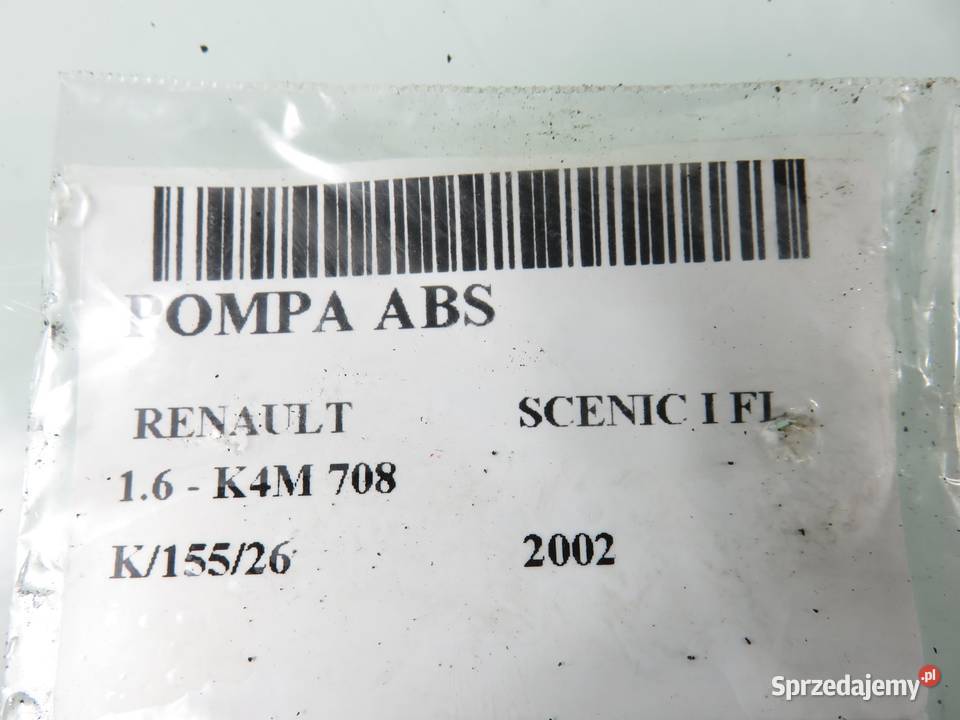 POMPA ABS
RENAULT SCENIC I FL
1.6 - K4M 708
K/155/26 2002
Sprzedajemy.pl